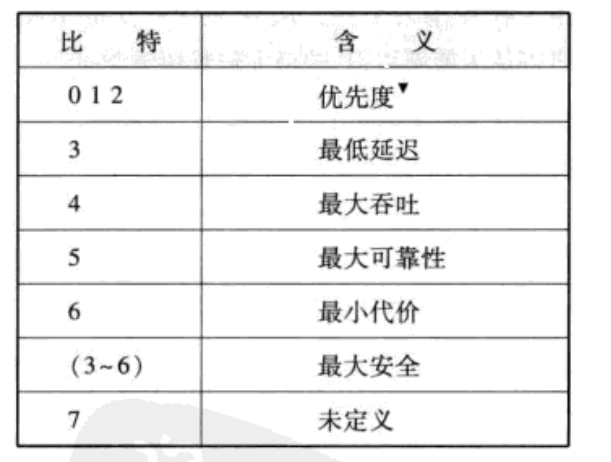 比 特 含 义
0 1 2 优先度▼
3 最低延迟
4 最大吞吐
5 最大可靠性
6 最小代价
(3~6) 最大安全
7 未定义